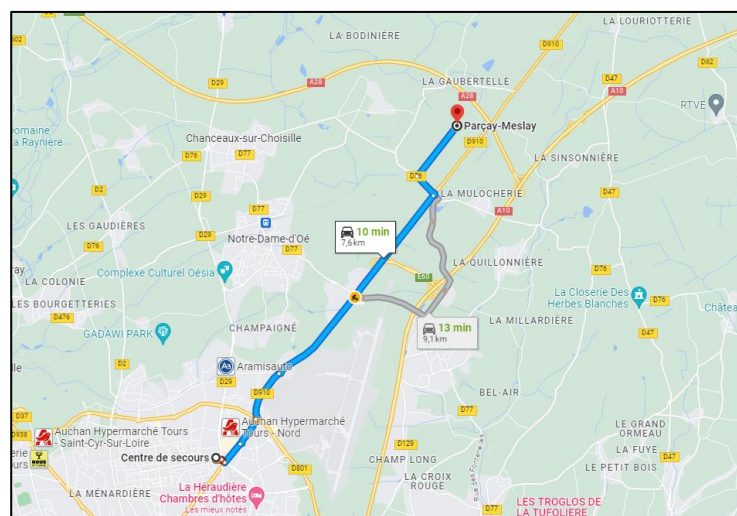 LA LOURIOTTERIE
LA BODINIÈRE
D910
D29
D47
D62
A28
LA GAUBERTELLE
A28
A10
RTVE
Parçay-Meslay
Chanceaux-sur-Choisille
D77
D910
D76
D2
D29
LA SINSONNIÈRE
LA MULOCHERIE
D47
D77
A10
LES GAUDIÈRES
D77
10 min
7,6 km
D76
D29
Notre-Dame-d'Oé
LA COLONIE
Complexe Culturel Oésia
E60
LA QUILLONNIÈRE
D76
LES BOURGETTERIES
La Closerie Des
Herbes Blanches
D476
CHAMPAIGNÉ
LA MILLARDIÈRE
GADAWI PARK
13 min
9,1 km
D47
D2
Aramisauto
D29
D910
BEL-AIR
D37
D938
Auchan Hypermarché Tours
- Saint-Cyr-Sur-Loire
Auchan Hypermarché
Tours - Nord
D77
LE GRAND
ORMEAU
D129
LA FUYE
Centre de secours
D801
CHAMP LONG
LE PETIT BOIS
D47
LA MÉNARDIÈRE
La Héraudière
Chambres d'hôtes
Les mieux notés
LA CROIX
ROUGE
D77
LES TROGLOS DE
LA TUFOLIERE